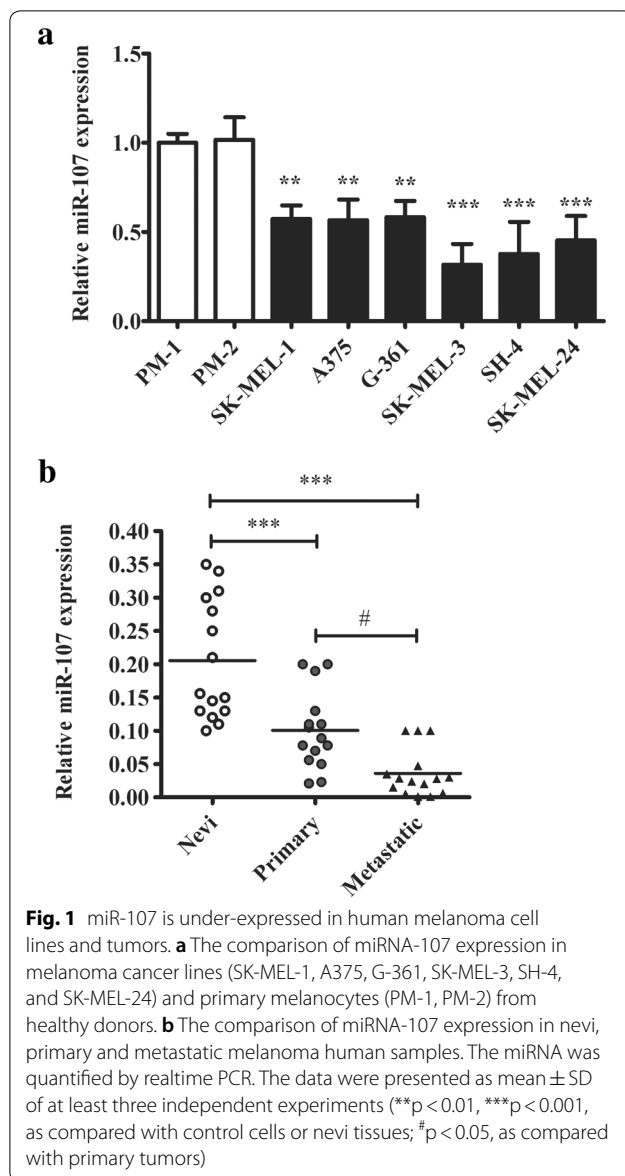 a
Relative miR-107 expression
1.5
1.0
0.5
0.0
** ** ** *** *** ***
PM-1 PM-2 SK-MEL-1 A375 G-361 SK-MEL-3 SH-4 SK-MEL-24
b
Relative miR-107 expression
***
***
#
0.40
0.35
0.30
0.25
0.20
0.15
0.10
0.05
0.00
Nevi Primary Metastatic
Fig. 1 miR-107 is under-expressed in human melanoma cell
lines and tumors. a The comparison of miRNA-107 expression in
melanoma cancer lines (SK-MEL-1, A375, G-361, SK-MEL-3, SH-4,
and SK-MEL-24) and primary melanocytes (PM-1, PM-2) from
healthy donors. b The comparison of miRNA-107 expression in nevi,
primary and metastatic melanoma human samples. The miRNA was
quantified by realtime PCR. The data were presented as mean ± SD
of at least three independent experiments (**p < 0.01, ***p < 0.001,
as compared with control cells or nevi tissues; #p < 0.05, as compared
with primary tumors)